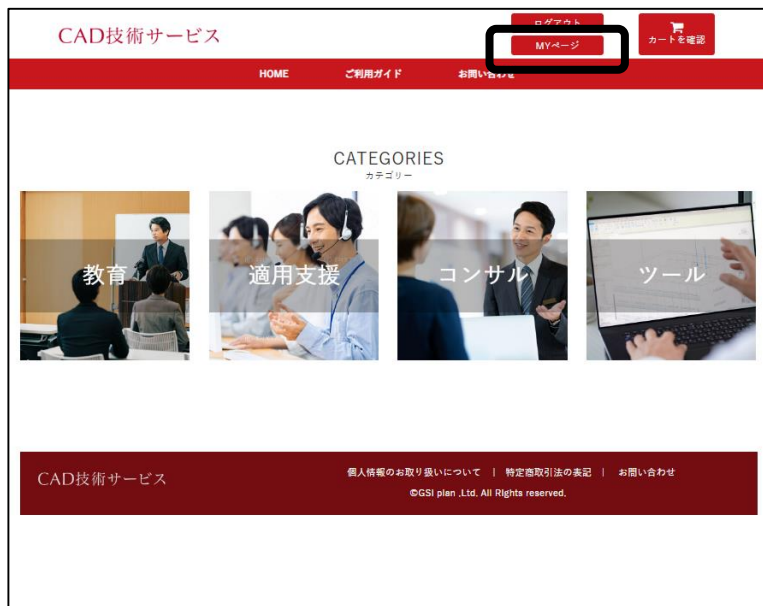 CAD技術サービス
ログアウト
MYページ
カートを確認
HOME ご利用ガイド お問い合わせ
CATEGORIES
カテゴリー
教育 適用支援 コンサル ツール
CAD技術サービス
個人情報のお取り扱いについて | 特定商取引法の表記 | お問い合わせ
©GSI plan ,Ltd. All Rights reserved.